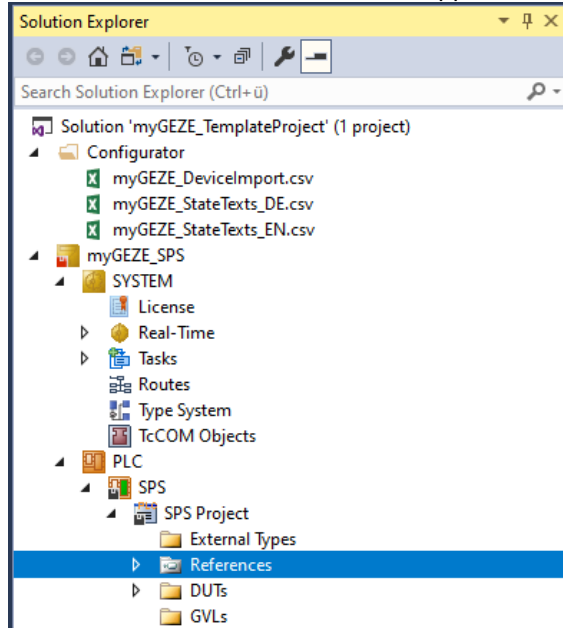 Solution Explorer
Search Solution Explorer (Ctrl+ü)
Solution 'myGEZE_TemplateProject' (1 project)
Configurator
myGEZE_DeviceImport.csv
myGEZE_StateTexts_DE.csv
myGEZE_StateTexts_EN.csv
myGEZE_SPS
SYSTEM
License
Real-Time
Tasks
Routes
Type System
TcCOM Objects
PLC
SPS
SPS Project
External Types
References
DUTs
GVLs